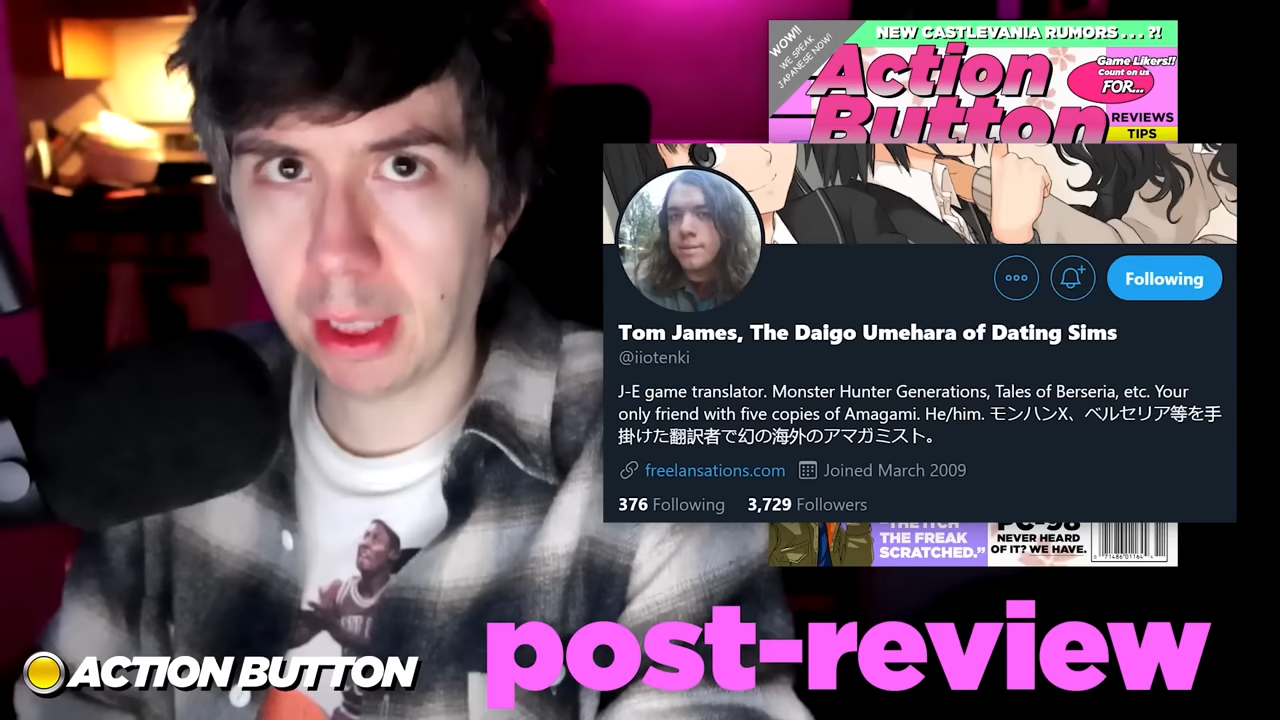 NEW CASTLEVANIA RUMORS . . . ?!
WOW!!
WE SPEAK
JAPANESE NOW!
Action
Button
Game Likers!!
Count on us
FOR...
REVIEWS
TIPS
Following
Tom James, The Daigo Umehara of Dating Sims
@iiotenki
J-E game translator. Monster Hunter Generations, Tales of Berseria, etc. Your
only friend with five copies of Amagami. He/him. モンハンX、ベルセリア等を手
掛けた翻訳者で幻の海外のアマガミスト。
freelansations.com Joined March 2009
376 Following 3,729 Followers
"THE ITCH
THE FREAK
SCRATCHED."
PC-98
NEVER HEARD
OF IT? WE HAVE.
ACTION BUTTON
post-review